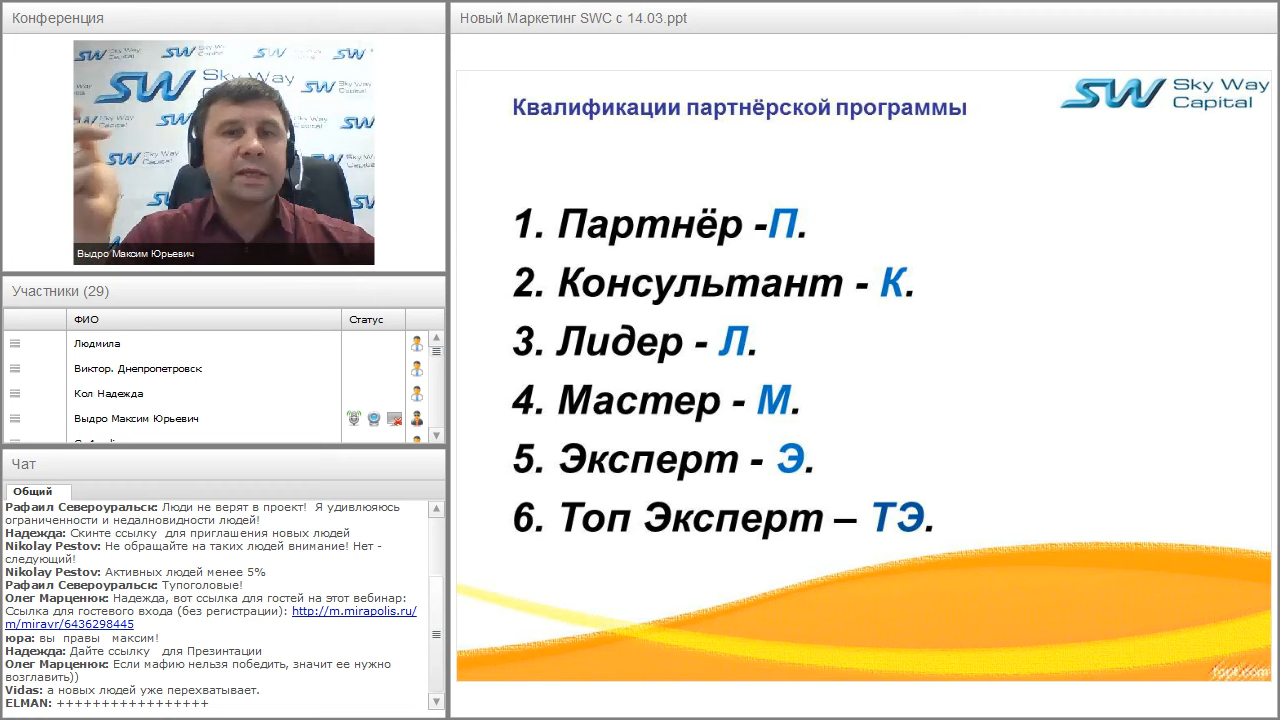 Конференция
Sky Way
Capital
Выдро Максим Юрьевич
Участники (29)
ФИО
Статус
Людмила
Виктор. Днепропетровск
Кол Надежда
Выдро Максим Юрьевич
Чат
Общий
Рафаил Североуральск: Люди не верят в проект! Я удивлюяюсь
ограниченности и недалновидности людей!
Надежда: Скинте ссылку для приглашения новых людей
Nikolay Pestov: Не обращайте на таких людей внимание! Нет -
следующий!
Nikolay Pestov: Активных людей менее 5%
Рафаил Североуральск: Тупоголовые!
Олег Марценюк: Надежда, вот ссылка для гостей на этот вебинар:
Ссылка для гостевого входа (без регистрации): http://m.mirapolis.ru/
m/miravr/6436298445
юра: вы правы максим!
Надежда: Дайте ссылку для Презентации
Олег Марценюк: Если мафию нельзя победить, значит ее нужно
возглавить))
Vidas: а новых людей уже перехватывает.
ELMAN: +++++++++++++++++
Новый Маркетинг SWC с 14.03.ppt
SW Sky Way
Capital
Квалификации партнёрской программы
1. Партнёр -П.
2. Консультант - К.
3. Лидер - Л.
4. Мастер - М.
5. Эксперт - Э.
6. Топ Эксперт – ТЭ.